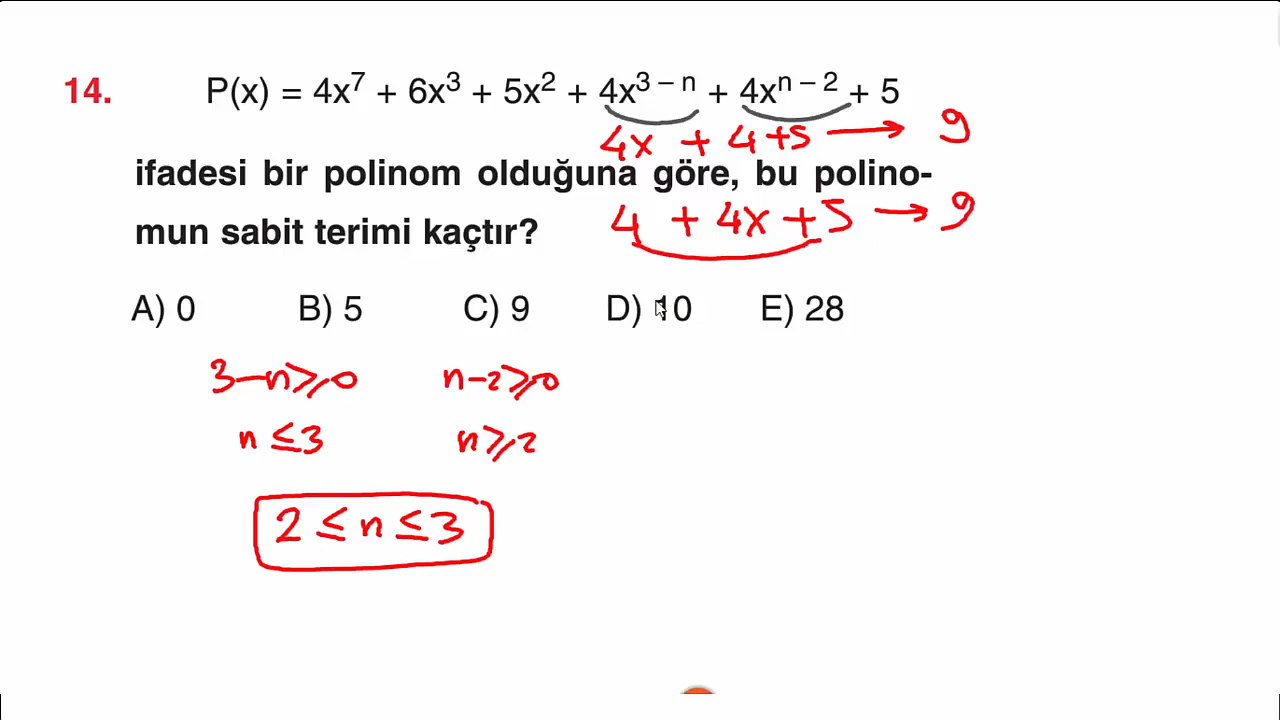 14. P(x) = 4x⁷ + 6x³ + 5x² + 4x³⁻ⁿ + 4xⁿ⁻² + 5
4x + 4+5 → 9
ifadesi bir polinom olduğuna göre, bu polino-
mun sabit terimi kaçtır?
4 + 4x + 5 → 9
A) 0 B) 5 C) 9 D) 10 E) 28
3-n≥0 n-2≥0
n ≤3 n≥2
2 ≤ n ≤ 3